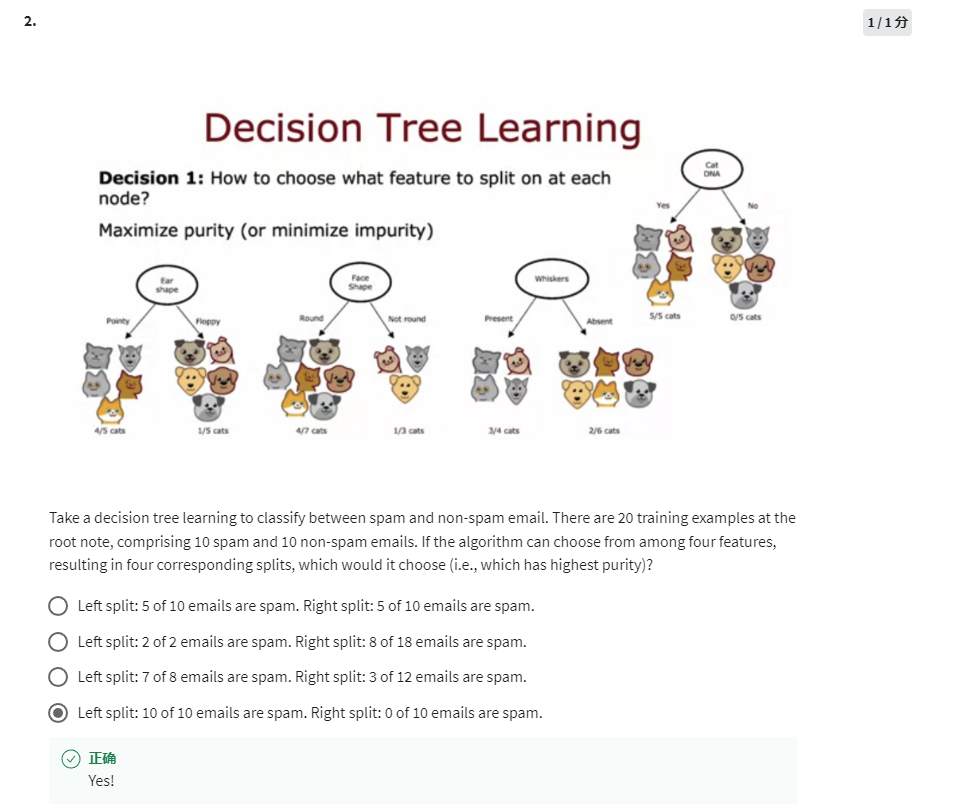 2.
1 / 1 分
Decision Tree Learning
Decision 1: How to choose what feature to split on at each
node?
Maximize purity (or minimize impurity)
Cat
DNA
Yes
No
5/5 cats
0/5 cats
Ear
shape
Pointy
Floppy
4/5 cats
1/5 cats
Face
Shape
Round
Not round
4/7 cats
1/3 cats
Whiskers
Present
Absent
3/4 cats
2/6 cats
Take a decision tree learning to classify between spam and non-spam email. There are 20 training examples at the
root note, comprising 10 spam and 10 non-spam emails. If the algorithm can choose from among four features,
resulting in four corresponding splits, which would it choose (i.e., which has highest purity)?
Left split: 5 of 10 emails are spam. Right split: 5 of 10 emails are spam.
Left split: 2 of 2 emails are spam. Right split: 8 of 18 emails are spam.
Left split: 7 of 8 emails are spam. Right split: 3 of 12 emails are spam.
Left split: 10 of 10 emails are spam. Right split: 0 of 10 emails are spam.
正确
Yes!